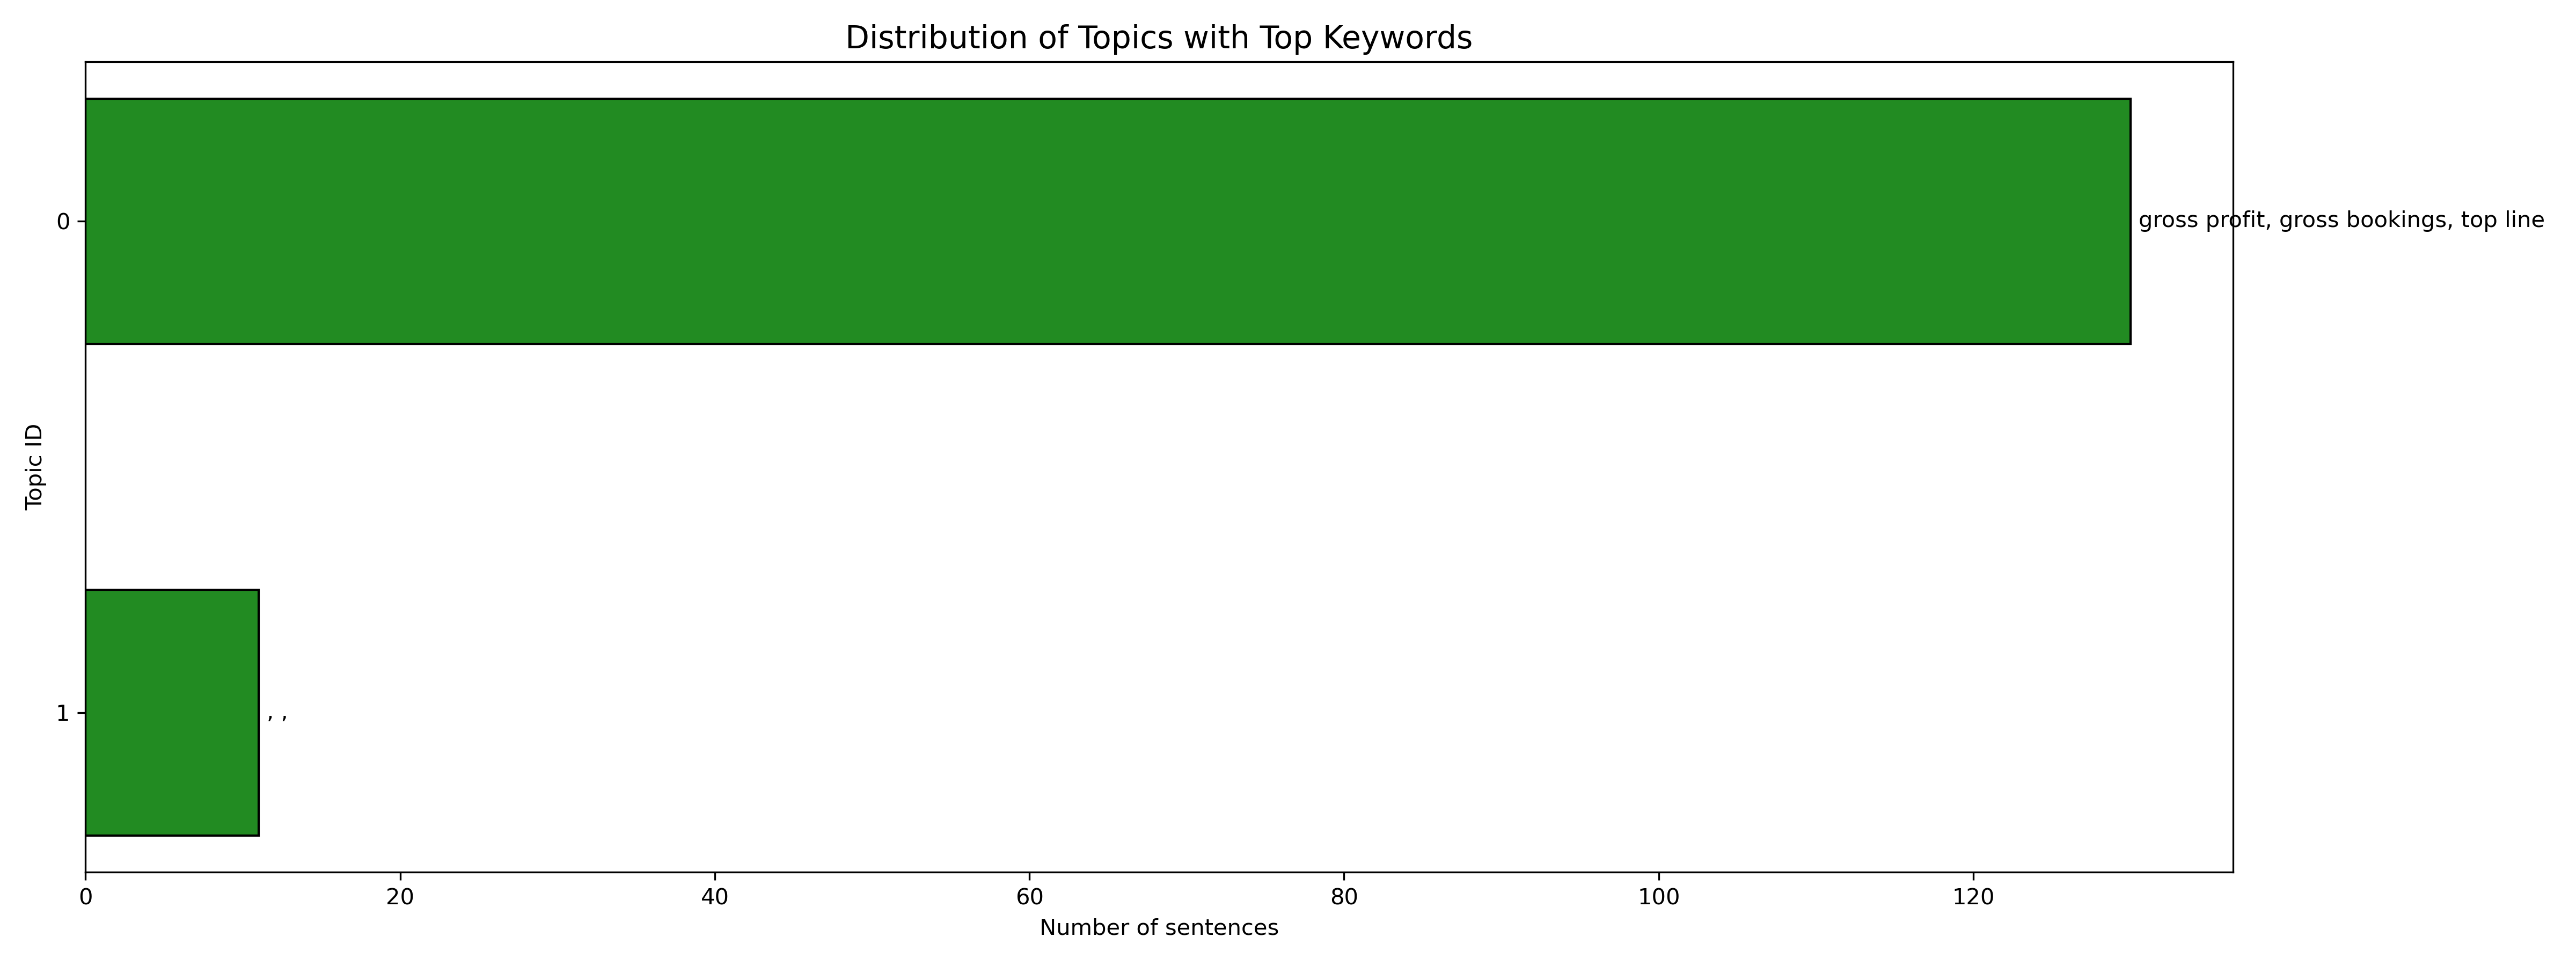 Distribution of Topics with Top Keywords
0
gross profit, gross bookings, top line
Topic ID
1
, ,
0 20 40 60 80 100 120
Number of sentences